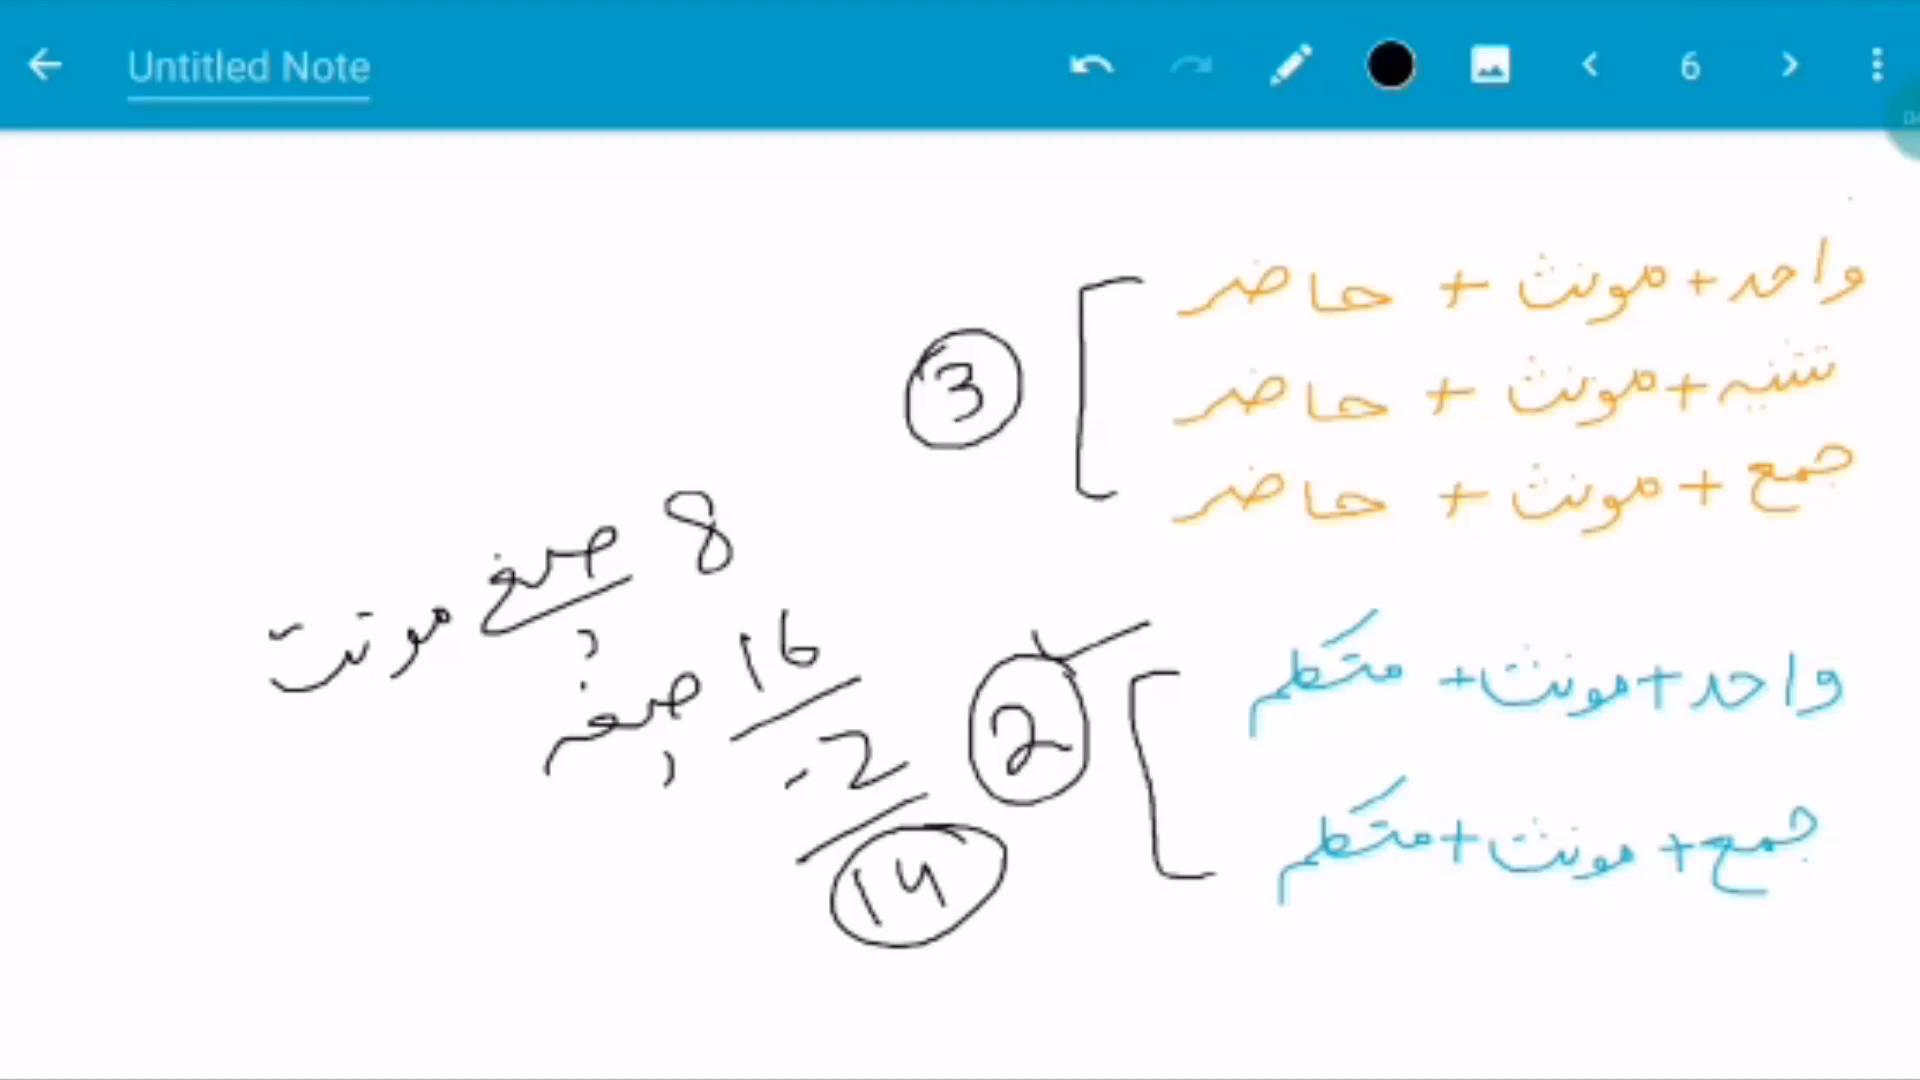 Untitled Note
6
واحد + مونث + حاضر
تثنیہ + مونث + حاضر
جمع + مونث + حاضر
3
8 صیغے مونث
16 صیغے
-2
14
2
واحد + مونث + متکلم
جمع + مونث + متکلم